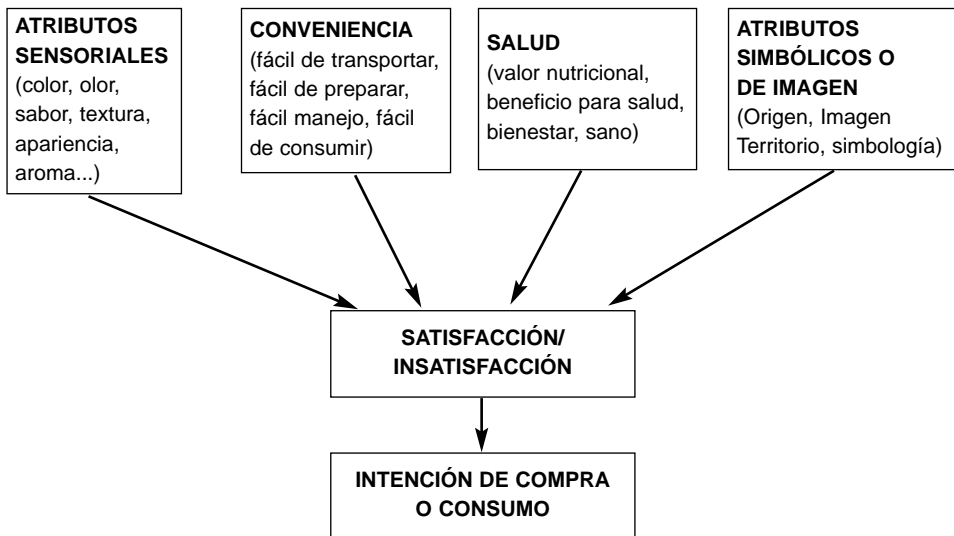 ATRIBUTOS
SENSORIALES
(color, olor,
sabor, textura,
apariencia,
aroma...)
CONVENIENCIA
(fácil de transportar,
fácil de preparar,
fácil manejo, fácil
de consumir)
SALUD
(valor nutricional,
beneficio para salud,
bienestar, sano)
ATRIBUTOS
SIMBÓLICOS O
DE IMAGEN
(Origen, Imagen
Territorio, simbología)
SATISFACCIÓN/
INSATISFACCIÓN
INTENCIÓN DE COMPRA
O CONSUMO